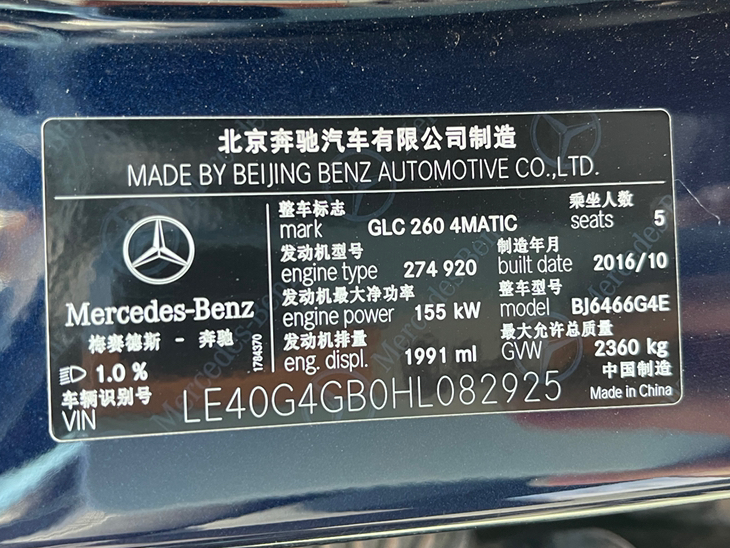 北京奔驰汽车有限公司制造
MADE BY BEIJING BENZ AUTOMOTIVE CO.,LTD.
Mercedes-Benz
梅赛德斯 - 奔驰
1.0 %
1704370
整车标志
mark GLC 260 4MATIC
乘坐人数
seats 5
发动机型号
engine type 274 920
制造年月
built date 2016/10
发动机最大净功率
engine power 155 kW
整车型号
model BJ6466G4E
发动机排量
eng. displ. 1991 ml
最大允许总质量
GVW 2360 kg
中国制造
Made in China
车辆识别号
VIN LE40G4GB0HL082925